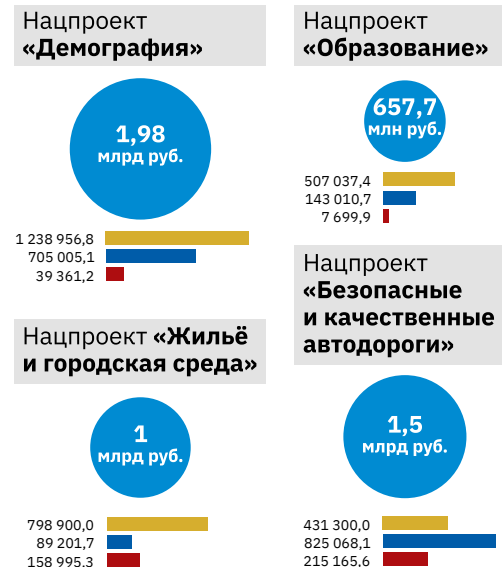 Нацпроект
«Демография»
1,98
млрд руб.
1 238 956,8
705 005,1
39 361,2
Нацпроект «Жильё
и городская среда»
1
млрд руб.
798 900,0
89 201,7
158 995,3
Нацпроект
«Образование»
657,7
млн руб.
507 037,4
143 010,7
7 699,9
Нацпроект
«Безопасные
и качественные
автодороги»
1,5
млрд руб.
431 300,0
825 068,1
215 165,6